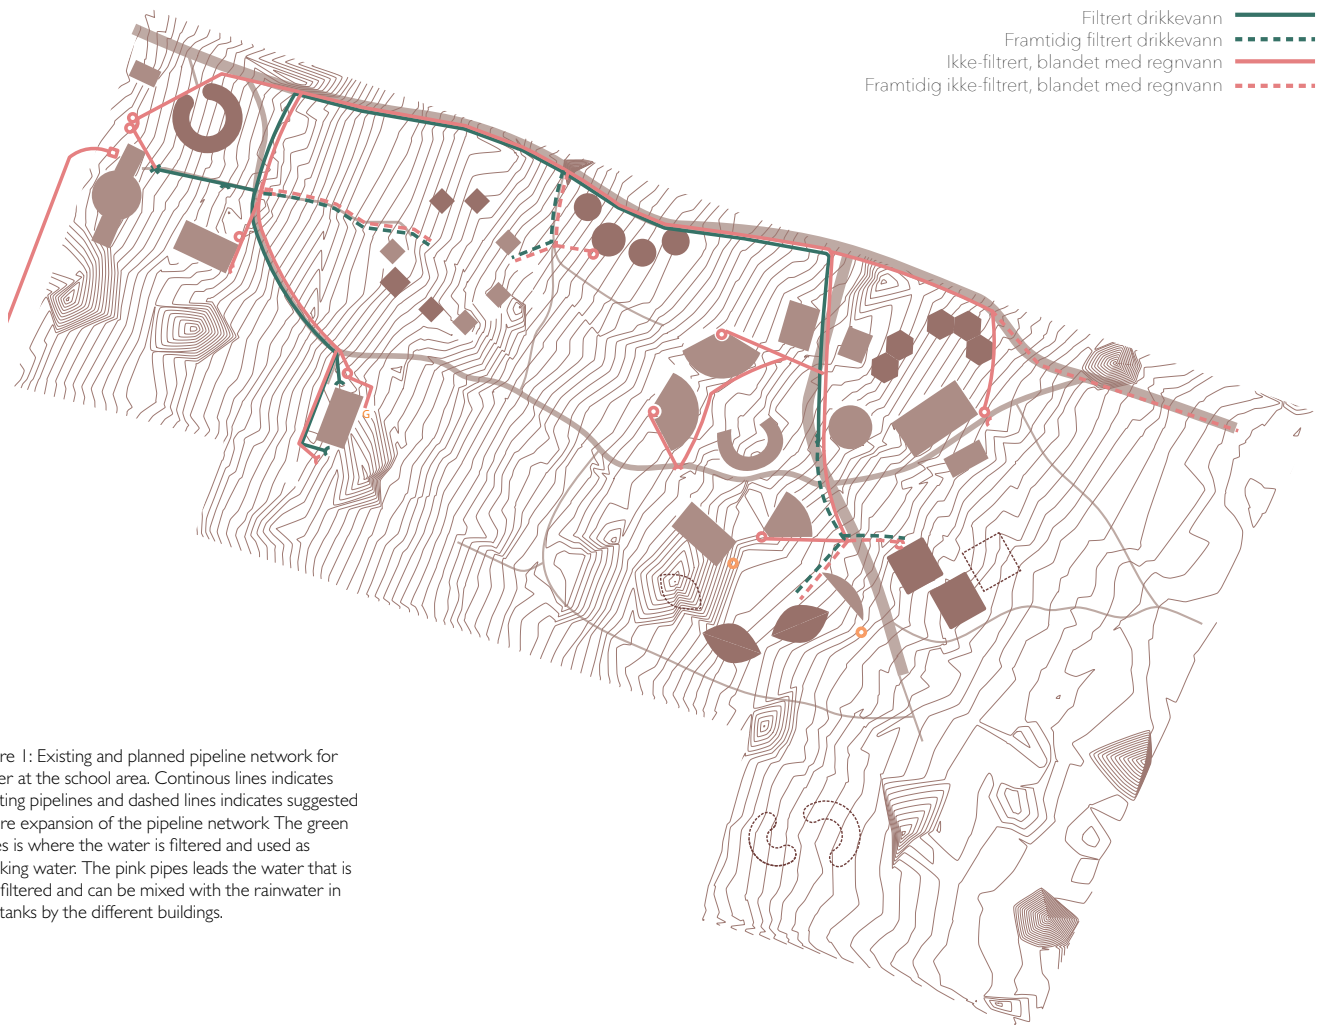 Filtrert drikkevann
Framtidig filtrert drikkevann
Ikke-filtrert, blandet med regnvann
Framtidig ikke-filtrert, blandet med regnvann
G
re 1: Existing and planned pipeline network for
er at the school area. Continous lines indicates
ting pipelines and dashed lines indicates suggested
re expansion of the pipeline network The green
es is where the water is filtered and used as
king water. The pink pipes leads the water that is
filtered and can be mixed with the rainwater in
tanks by the different buildings.